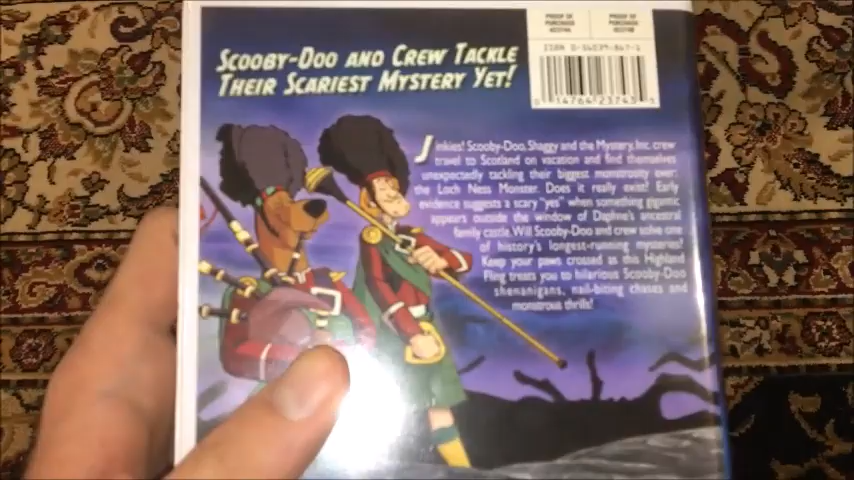 PROOF OF PURCHASE
PROOF OF PURCHASE
ISBN 0-14039-847-1
SCOOBY-DOO AND CREW TACKLE
THEIR SCARIEST MYSTERY YET!
Jinkies! Scooby-Doo, Shaggy and the Mystery, Inc. crew
travel to Scotland on vacation and find themselves
unexpectedly tackling their biggest monstrosity ever:
the Loch Ness Monster. Does it really exist? Early
evidence suggests a scary "yes" when something gigantic
appears outside the window of Daphne's ancestral
family castle. Will Scooby-Doo and crew solve one
of history's longest-running mysteries?
Keep your paws crossed as this Highland
Fling treats you to hilarious Scooby-Doo
shenanigans, nail-biting chases and
monstrous thrills!